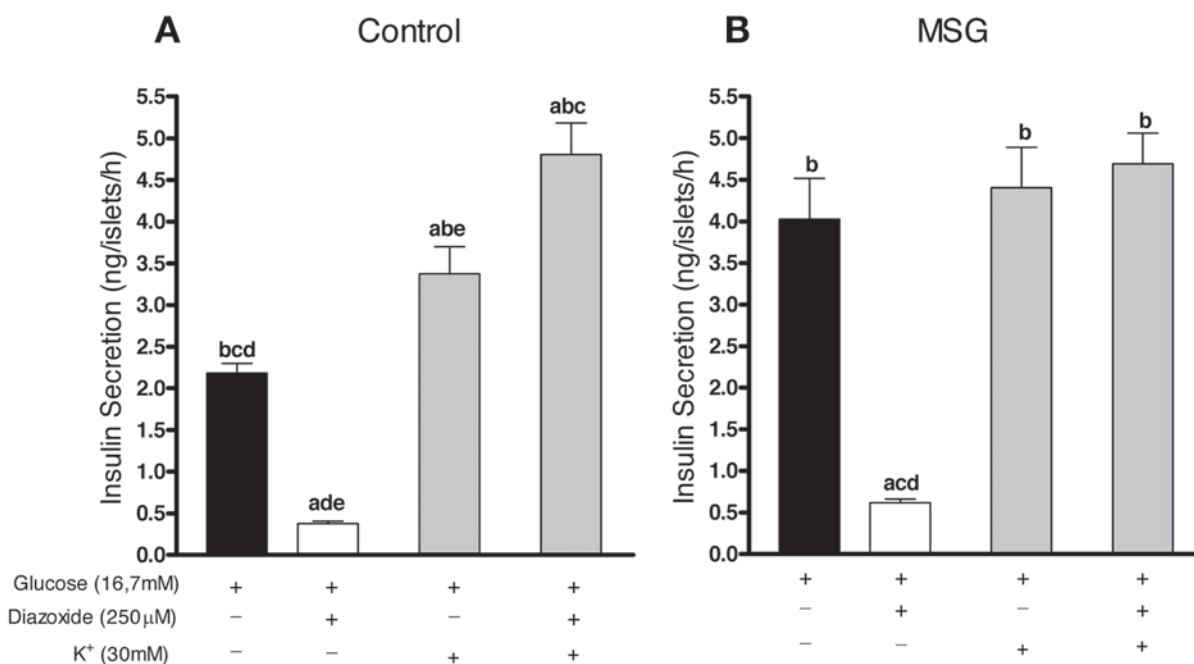 A Control
Insulin Secretion (ng/islets/h)
5.5
5.0
4.5
4.0
3.5
3.0
2.5
2.0
1.5
1.0
0.5
0.0
bcd
ade
abe
abc
Glucose (16,7mM) + + + +
Diazoxide (250µM) – + – +
K⁺ (30mM) – – + +
B MSG
Insulin Secretion (ng/islets/h)
5.5
5.0
4.5
4.0
3.5
3.0
2.5
2.0
1.5
1.0
0.5
0.0
b
acd
b
b
+ + + +
– + – +
– – + +